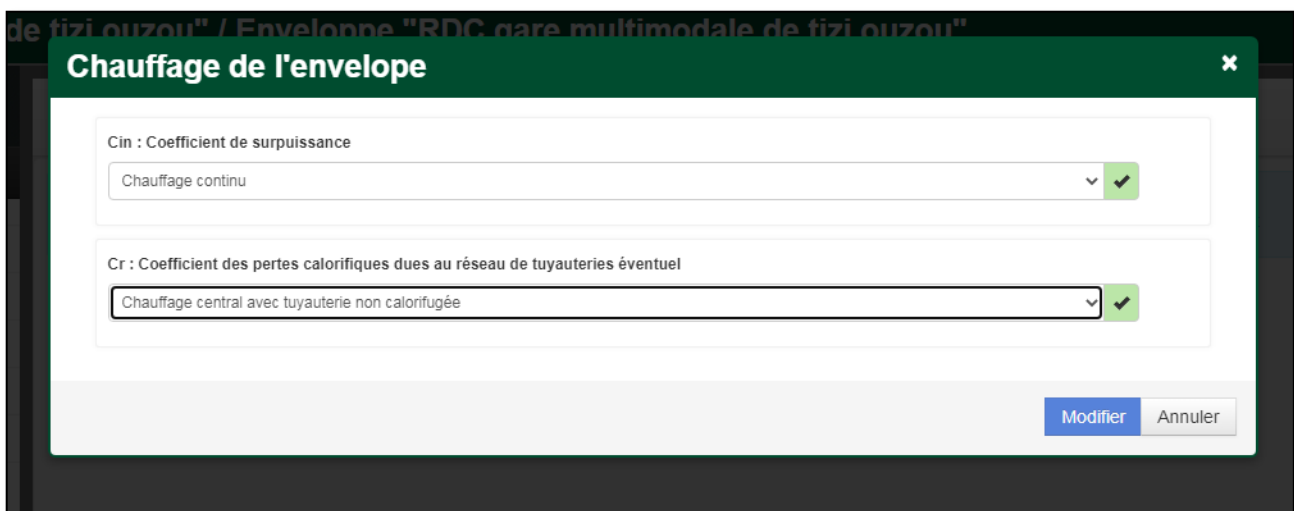 de tizi ouzou" / Enveloppe "RDC gare multimodale de tizi ouzou"
Chauffage de l'envelope
Cin : Coefficient de surpuissance
Chauffage continu
Cr : Coefficient des pertes calorifiques dues au réseau de tuyauteries éventuel
Chauffage central avec tuyauterie non calorifugée
Modifier Annuler